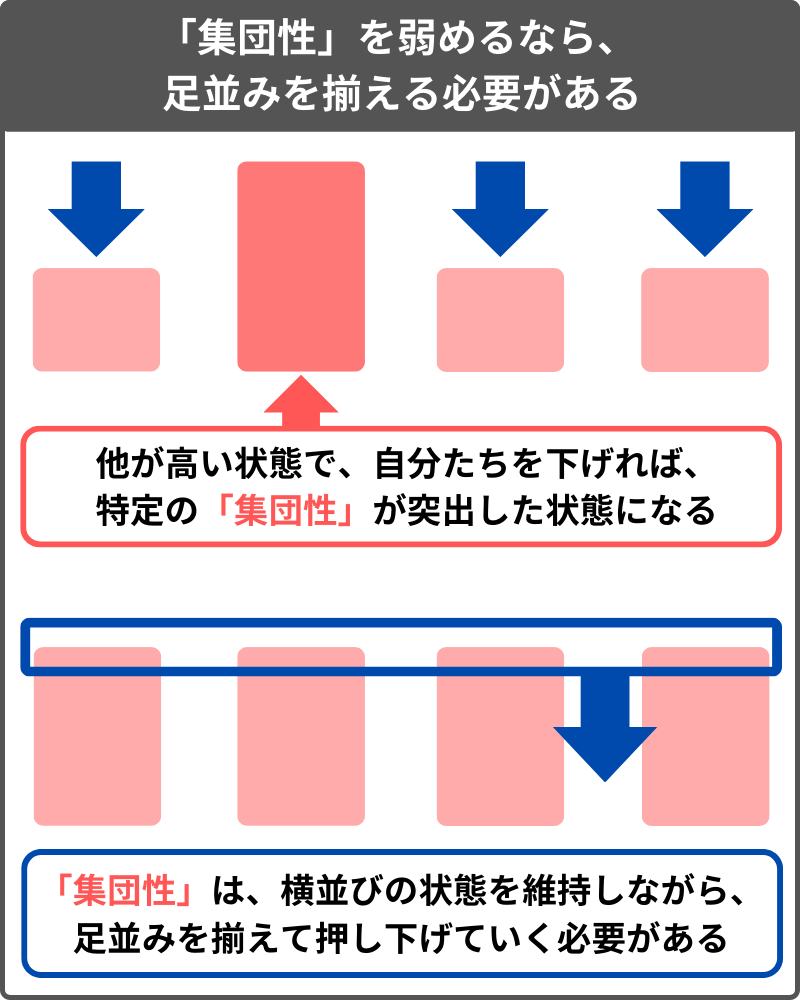 「集団性」を弱めるなら、
足並みを揃える必要がある
他が高い状態で、自分たちを下げれば、
特定の「集団性」が突出した状態になる
「集団性」は、横並びの状態を維持しながら、
足並みを揃えて押し下げていく必要がある